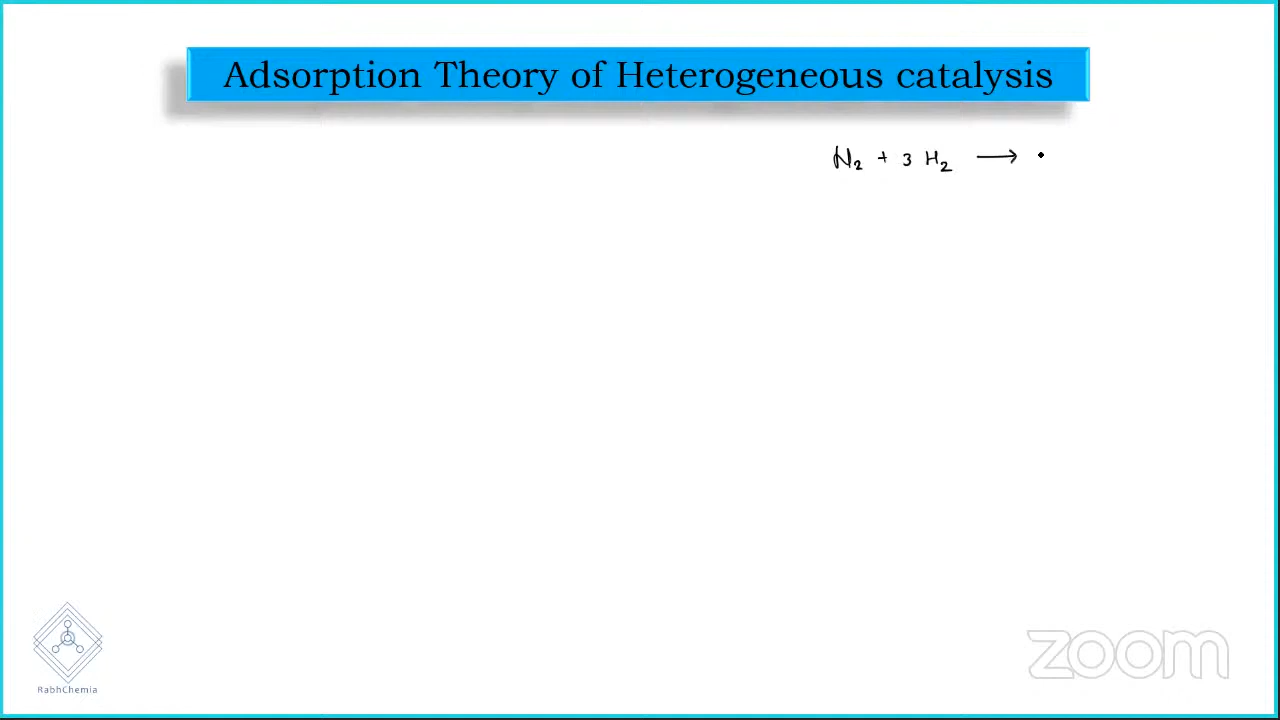 Adsorption Theory of Heterogeneous catalysis
N₂ + 3 H₂ ⟶
RabhChemia
zoom